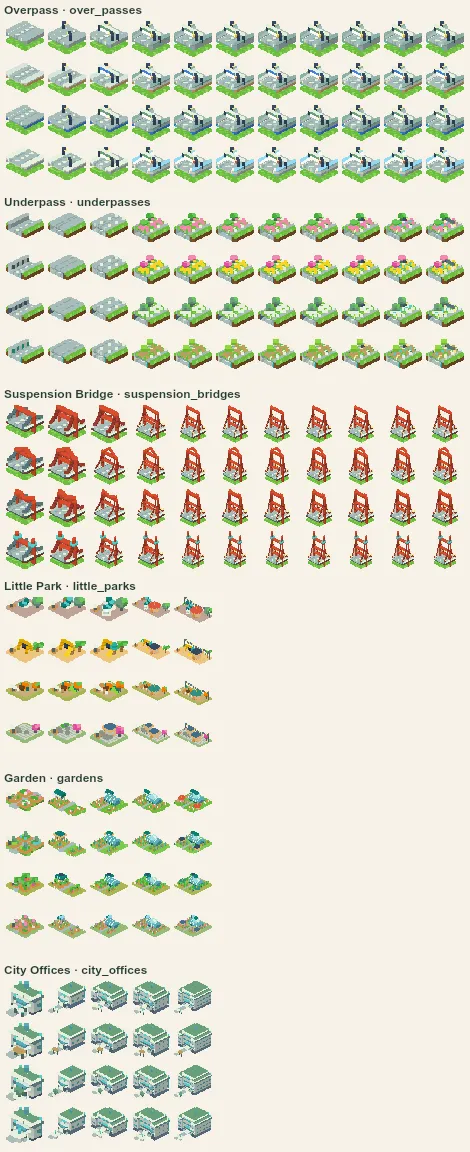 Overpass · over_passes
Underpass · underpasses
Suspension Bridge · suspension_bridges
Little Park · little_parks
Garden · gardens
City Offices · city_offices